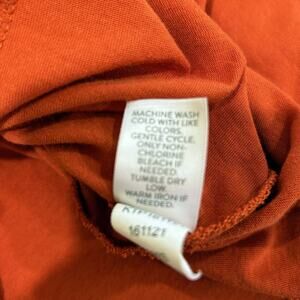 MACHINE WASH
COLD WITH LIKE
COLORS,
GENTLE CYCLE.
ONLY NON-
CHLORINE
BLEACH IF
NEEDED.
TUMBLE DRY
LOW.
WARM IRON IF
NEEDED.
161121